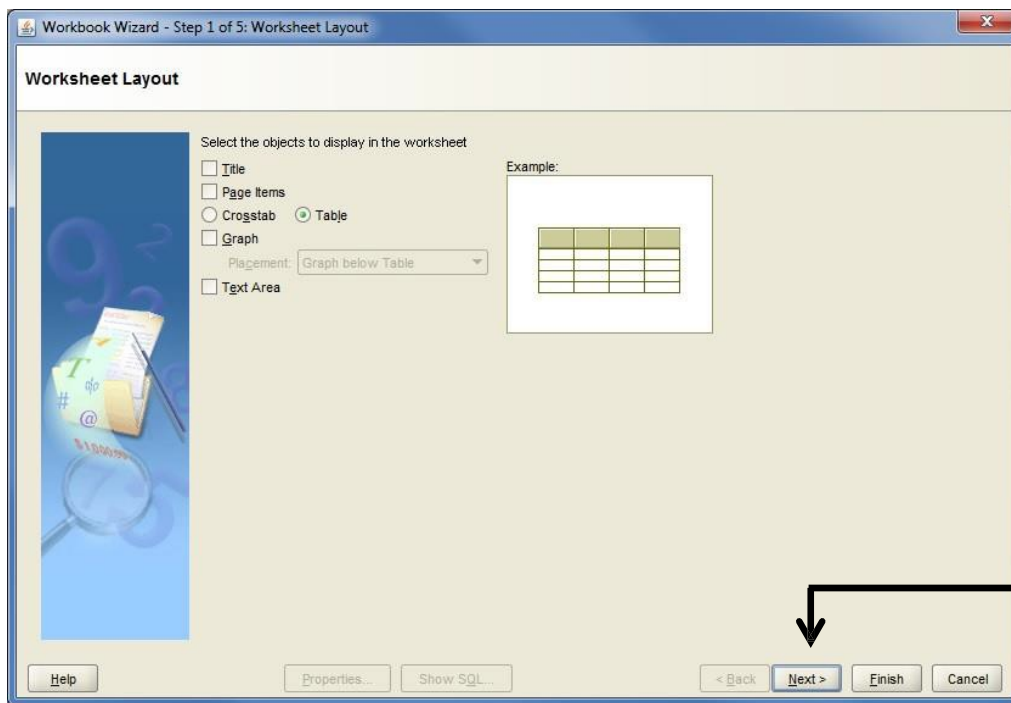 Workbook Wizard - Step 1 of 5: Worksheet Layout
Worksheet Layout
Select the objects to display in the worksheet
Title
Page Items
Crosstab Table
Graph
Placement: Graph below Table
Text Area
Example:
T
%
#
@
Help Properties... Show SQL... < Back Next > Finish Cancel